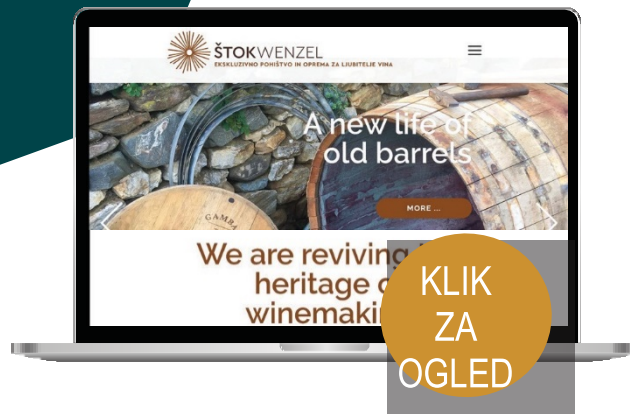 ŠTOKWENZEL
EKSKLUZIVNO POHIŠTVO IN OPREMA ZA LJUBITELJE VINA
A new life of
old barrels
GAMBA
MORE ...
We are reviving
heritage
winemaking
KLIK
ZA
OGLED